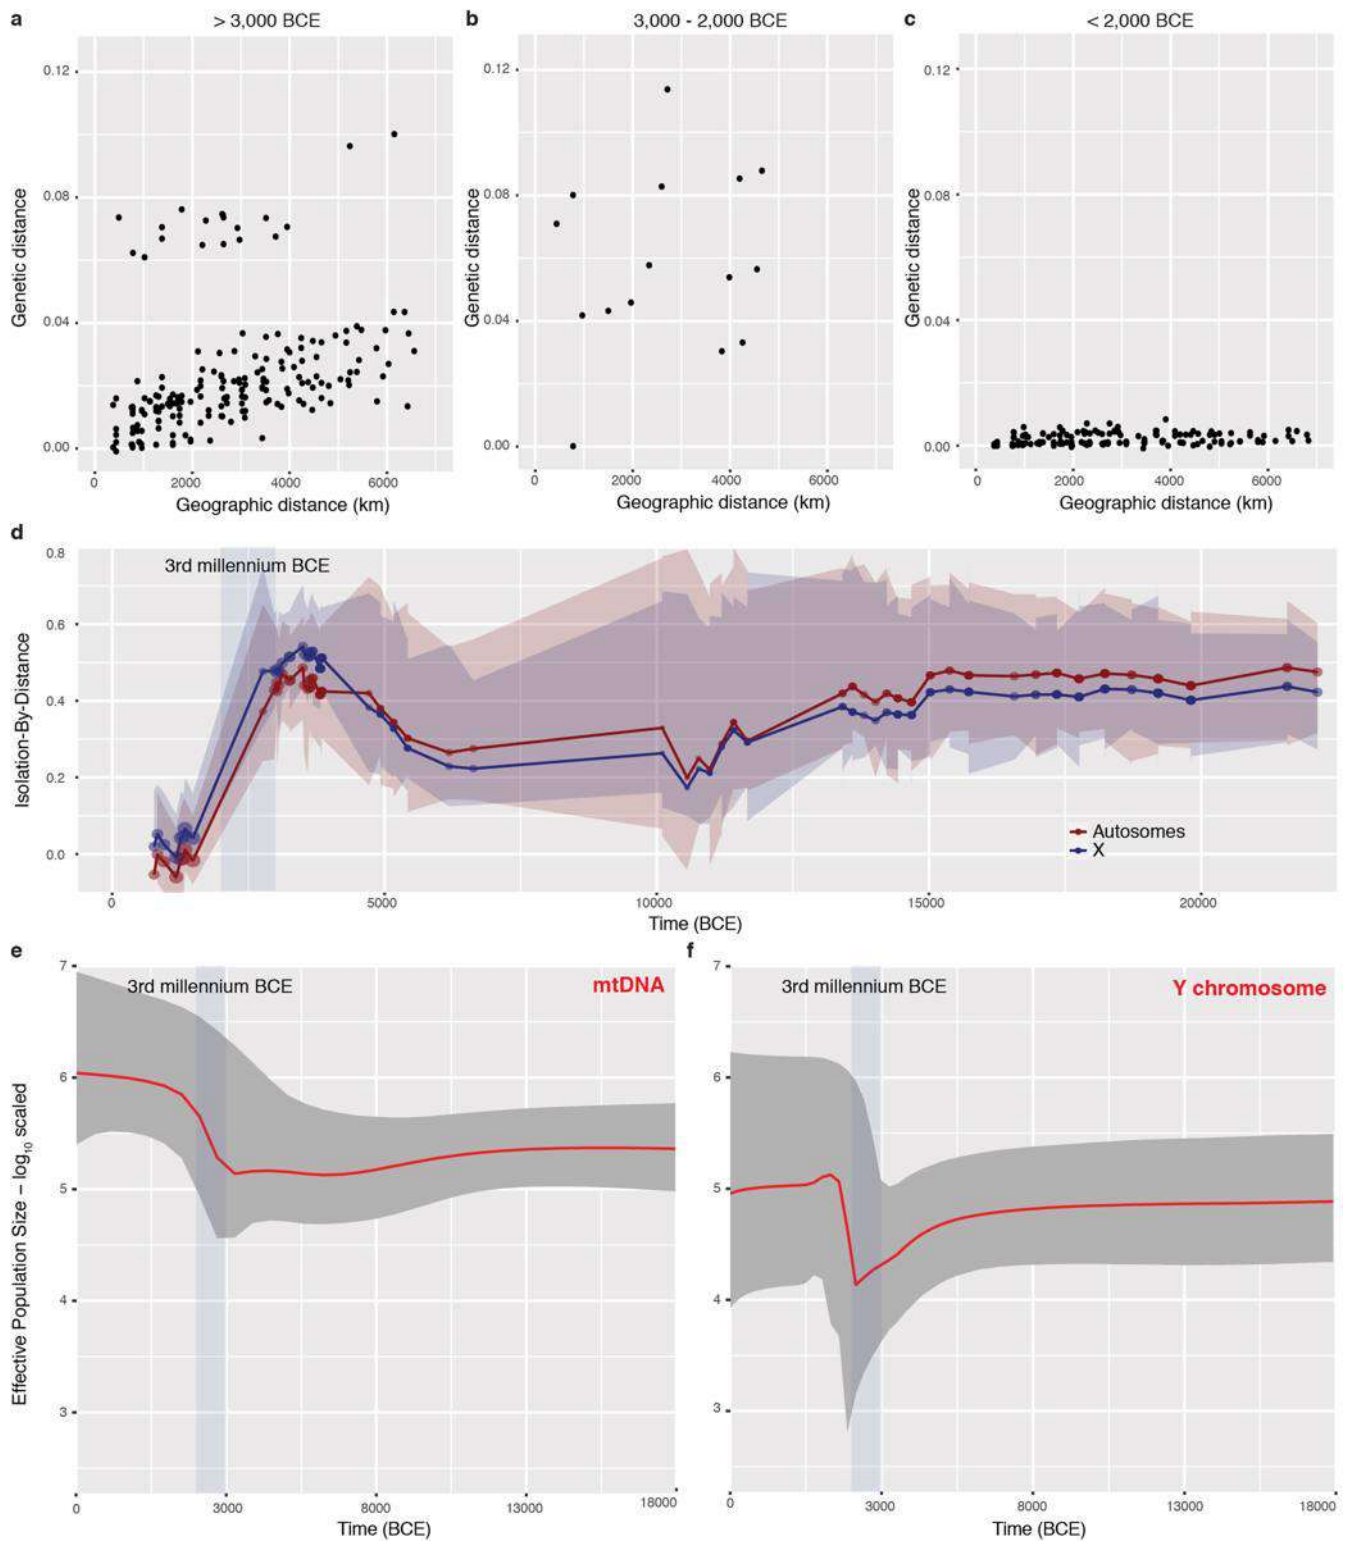 a
> 3,000 BCE
0.12
0.08
0.04
0.00
Genetic distance
0
2000
4000
6000
Geographic distance (km)
b
3,000 - 2,000 BCE
0.12
0.08
0.04
0.00
Genetic distance
0
2000
4000
6000
Geographic distance (km)
c
< 2,000 BCE
0.12
0.08
0.04
0.00
Genetic distance
0
2000
4000
6000
Geographic distance (km)
d
3rd millennium BCE
0.8
0.6
0.4
0.2
0.0
Isolation-By-Distance
Autosomes
X
0
5000
10000
15000
20000
Time (BCE)
e
3rd millennium BCE
mtDNA
7
6
5
4
3
Effective Population Size – log10 scaled
0
3000
8000
13000
18000
Time (BCE)
f
3rd millennium BCE
Y chromosome
7
6
5
4
3
0
3000
8000
13000
18000
Time (BCE)